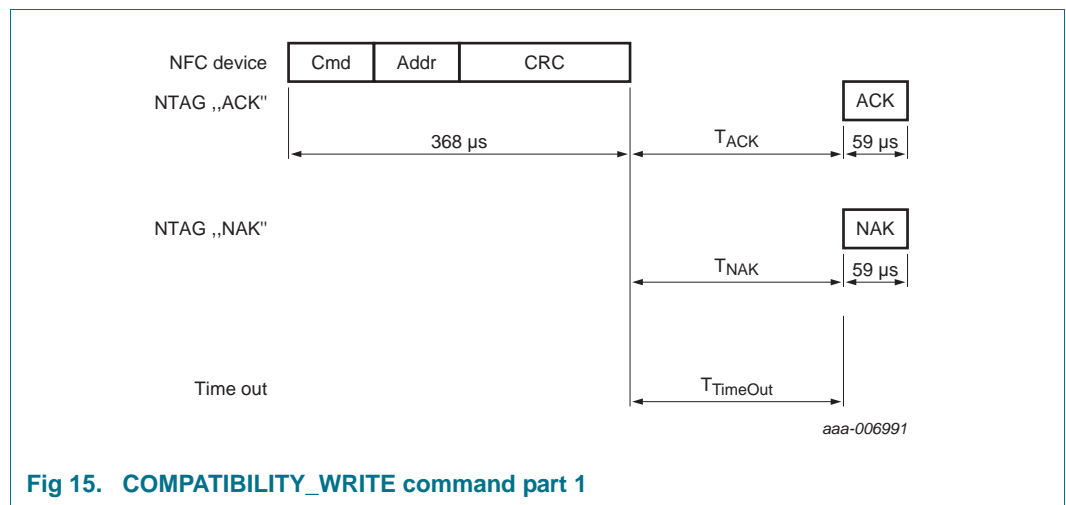 NFC device Cmd Addr CRC
NTAG ,,ACK" ACK
368 µs TACK 59 µs
NTAG ,,NAK" NAK
TNAK 59 µs
Time out TTimeOut
aaa-006991
Fig 15. COMPATIBILITY_WRITE command part 1